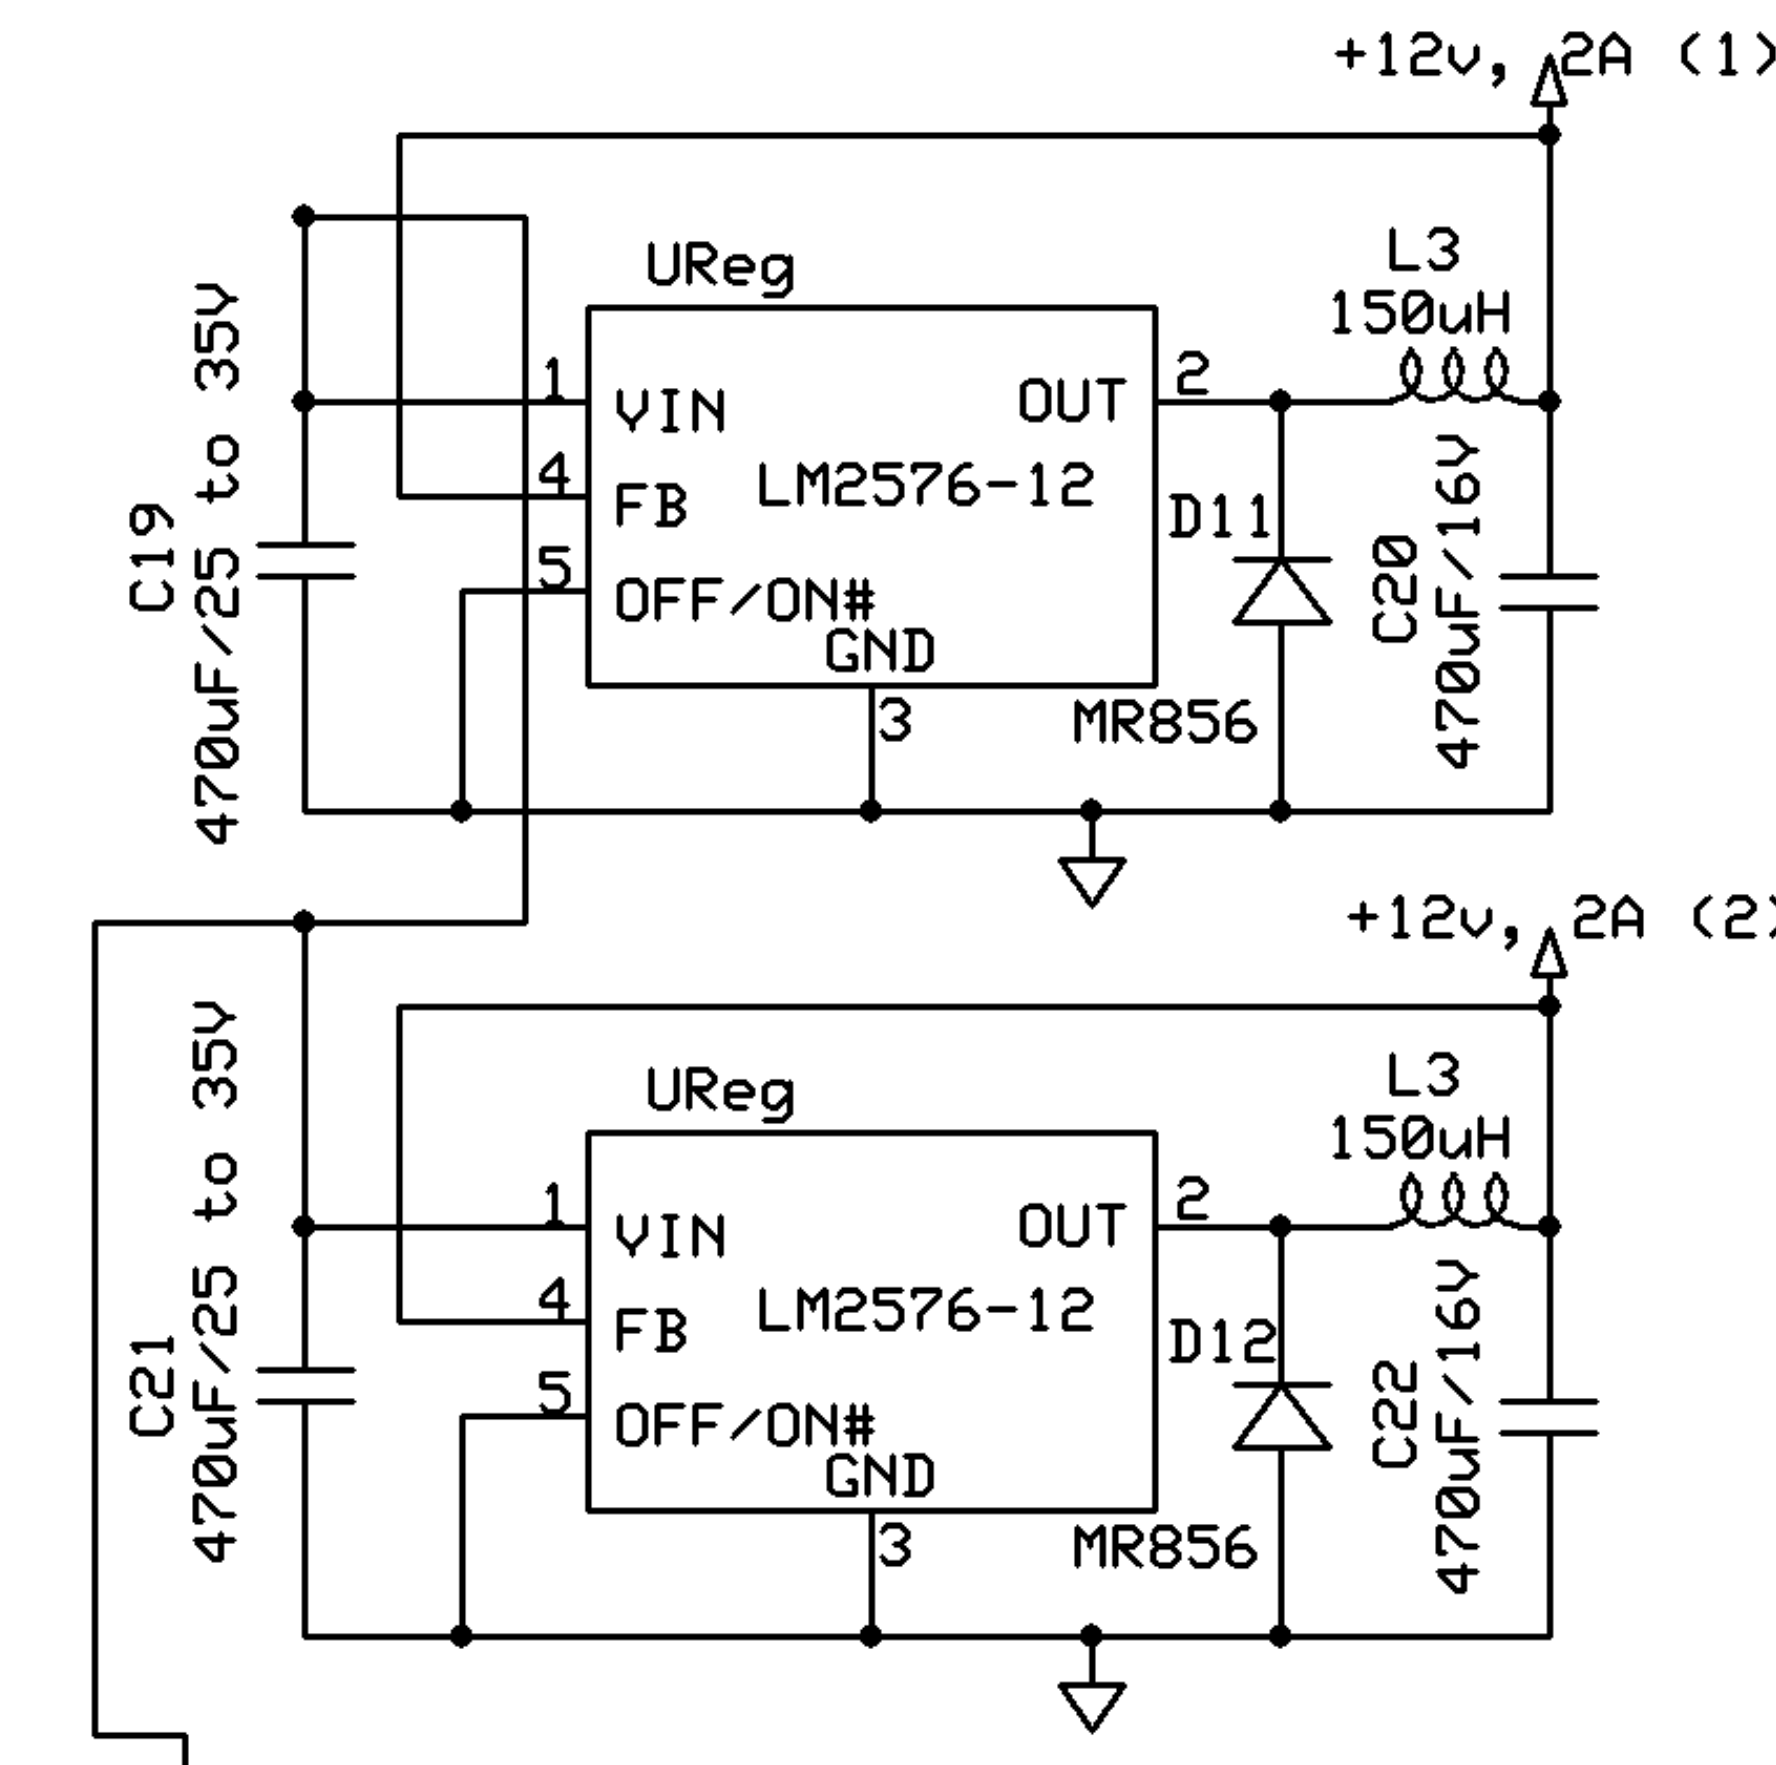 +12v, 2A (1)
UReg
L3
150uH
1
VIN
OUT
2
4
FB
LM2576-12
D11
5
OFF/ON#
GND
3
MR856
C19
470uF/25 to 35V
C20
470uF/16V
+12v, 2A (2)
UReg
L3
150uH
1
VIN
OUT
2
4
FB
LM2576-12
D12
5
OFF/ON#
GND
3
MR856
C21
470uF/25 to 35V
C22
470uF/16V